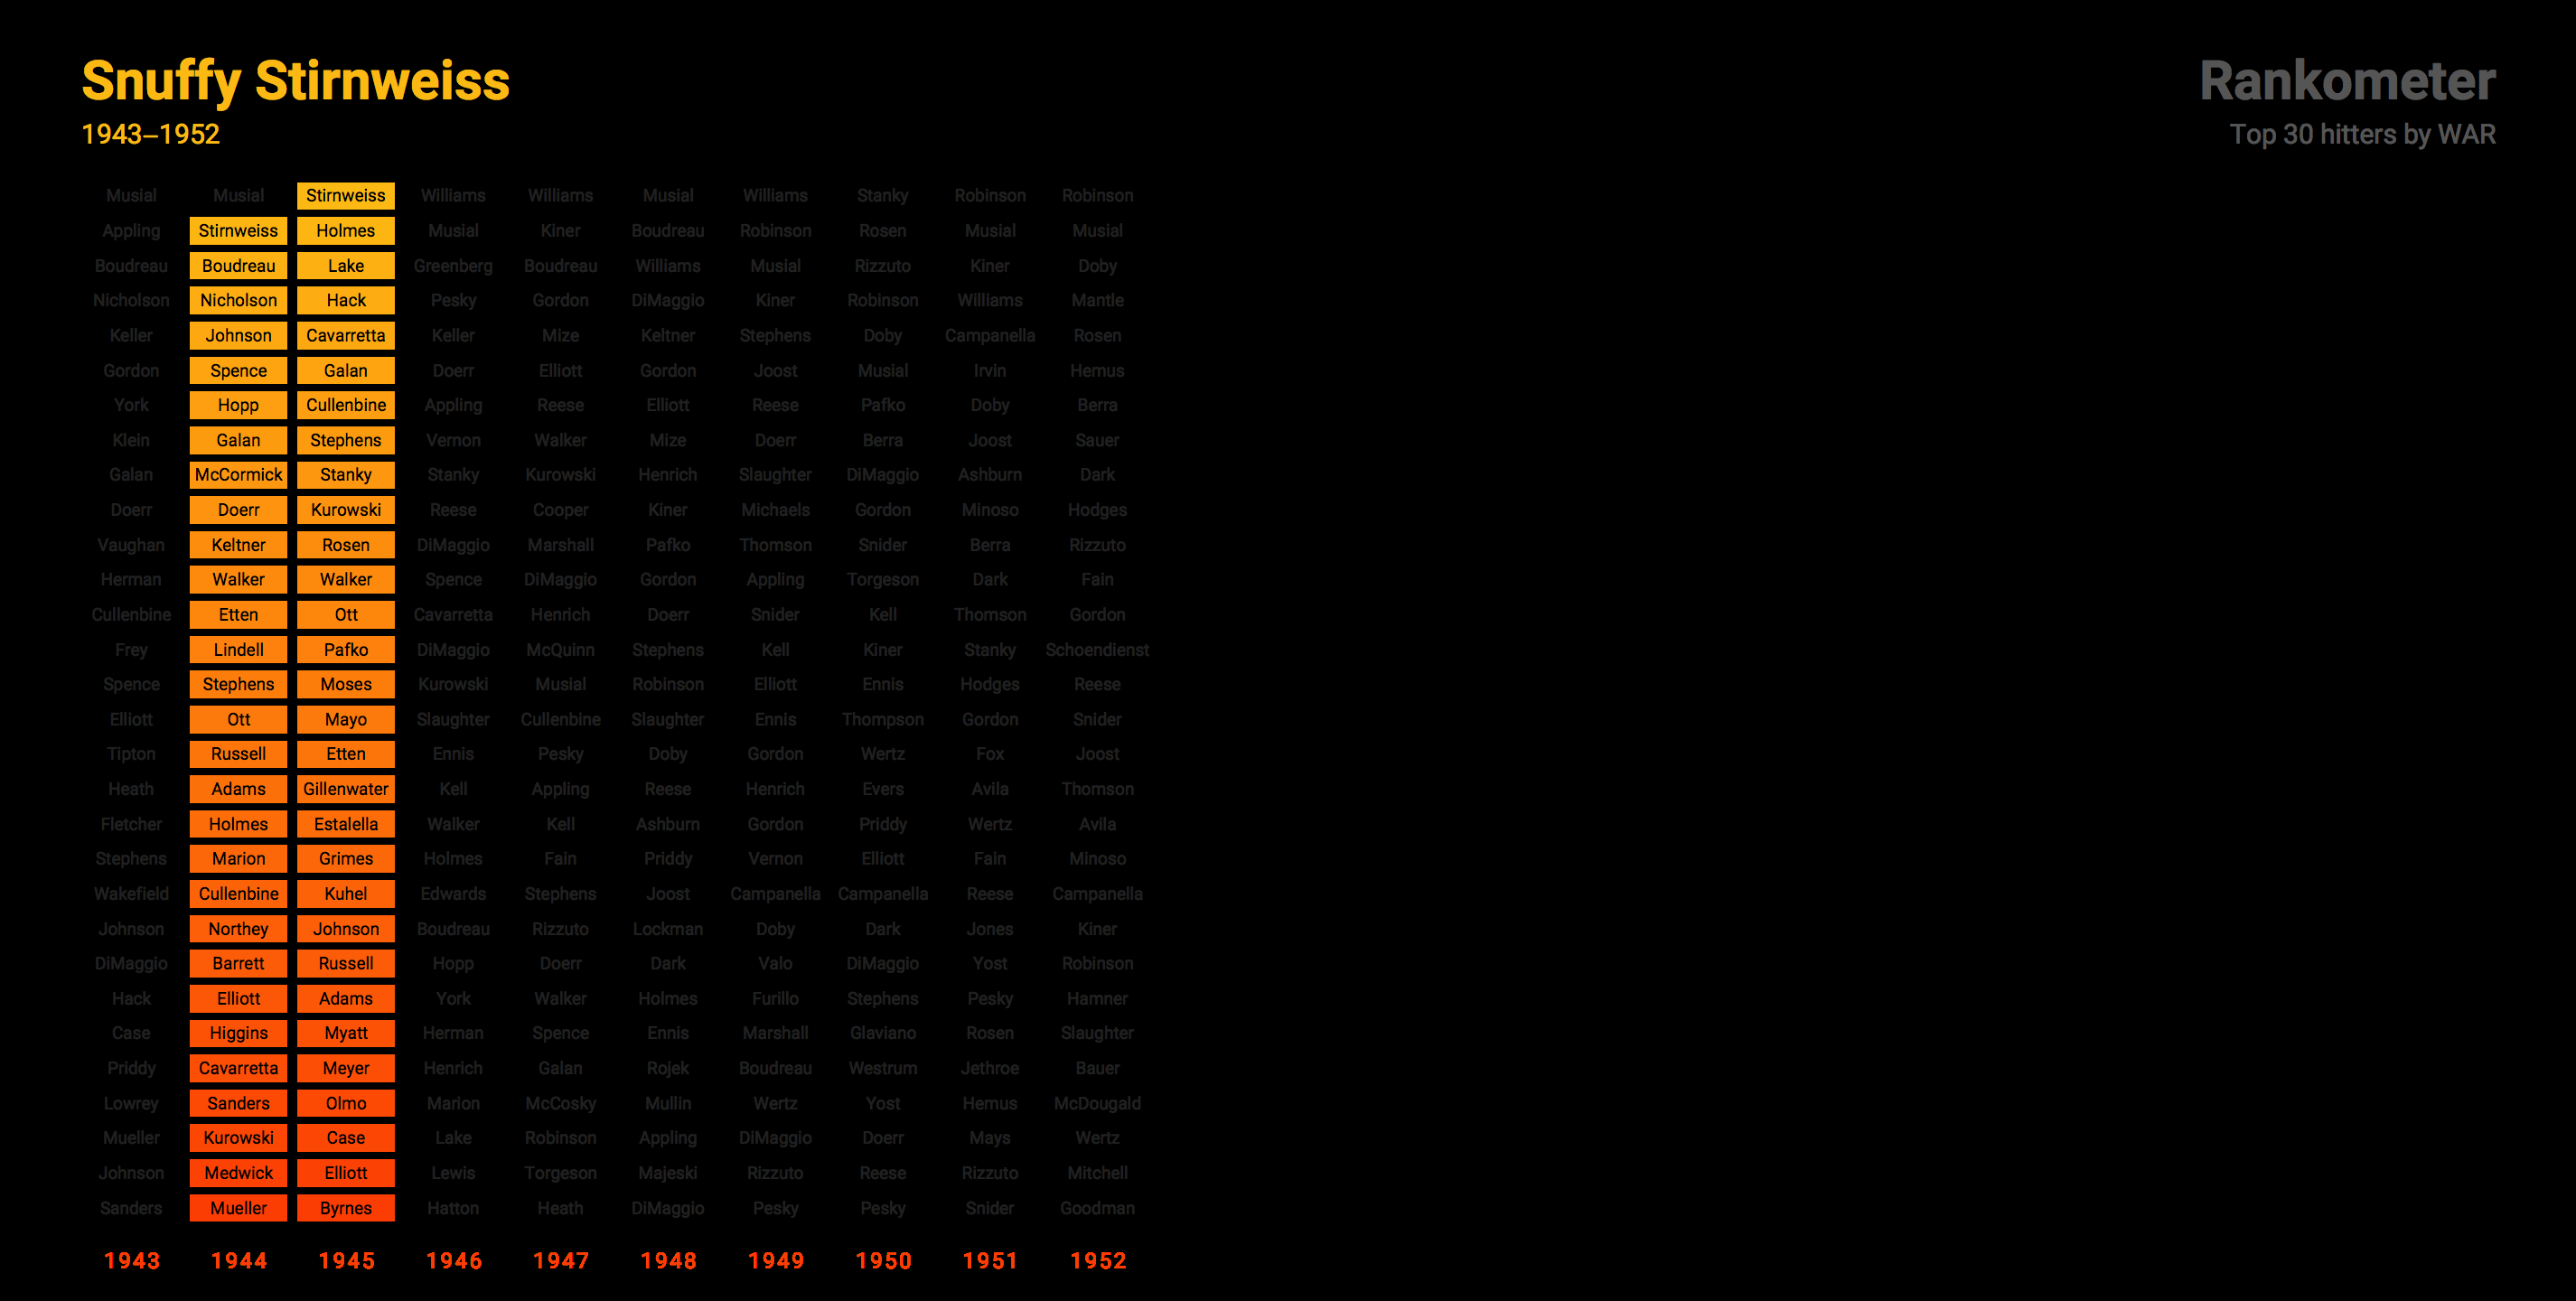 Snuffy Stirnweiss
1943–1952
Rankometer
Top 30 hitters by WAR
Musial Musial Stirnweiss Williams Williams Musial Williams Stanky Robinson Robinson
Appling Stirnweiss Holmes Musial Kiner Boudreau Robinson Rosen Musial Musial
Boudreau Boudreau Lake Greenberg Boudreau Williams Musial Rizzuto Kiner Doby
Nicholson Nicholson Hack Pesky Gordon DiMaggio Kiner Robinson Williams Mantle
Keller Johnson Cavarretta Keller Mize Keltner Stephens Doby Campanella Rosen
Gordon Spence Galan Doerr Elliott Gordon Joost Musial Irvin Hemus
York Hopp Cullenbine Appling Reese Elliott Reese Pafko Doby Berra
Klein Galan Stephens Vernon Walker Mize Doerr Berra Joost Sauer
Galan McCormick Stanky Stanky Kurowski Henrich Slaughter DiMaggio Ashburn Dark
Doerr Doerr Kurowski Reese Cooper Kiner Michaels Gordon Minoso Hodges
Vaughan Keltner Rosen DiMaggio Marshall Pafko Thomson Snider Berra Rizzuto
Herman Walker Walker Spence DiMaggio Gordon Appling Torgeson Dark Fain
Cullenbine Etten Ott Cavarretta Henrich Doerr Snider Kell Thomson Gordon
Frey Lindell Pafko DiMaggio McQuinn Stephens Kell Kiner Stanky Schoendienst
Spence Stephens Moses Kurowski Musial Robinson Elliott Ennis Hodges Reese
Elliott Ott Mayo Slaughter Cullenbine Slaughter Ennis Thompson Gordon Snider
Tipton Russell Etten Ennis Pesky Doby Gordon Wertz Fox Joost
Heath Adams Gillenwater Kell Appling Reese Henrich Evers Avila Thomson
Fletcher Holmes Estalella Walker Kell Ashburn Gordon Priddy Wertz Avila
Stephens Marion Grimes Holmes Fain Priddy Vernon Elliott Fain Minoso
Wakefield Cullenbine Kuhel Edwards Stephens Joost Campanella Campanella Reese Campanella
Johnson Northey Johnson Boudreau Rizzuto Lockman Doby Dark Jones Kiner
DiMaggio Barrett Russell Hopp Doerr Dark Valo DiMaggio Yost Robinson
Hack Elliott Adams York Walker Holmes Furillo Stephens Pesky Hamner
Case Higgins Myatt Herman Spence Ennis Marshall Glaviano Rosen Slaughter
Priddy Cavarretta Meyer Henrich Galan Rojek Boudreau Westrum Jethroe Bauer
Lowrey Sanders Olmo Marion McCosky Mullin Wertz Yost Hemus McDougald
Mueller Kurowski Case Lake Robinson Appling DiMaggio Doerr Mays Wertz
Johnson Medwick Elliott Lewis Torgeson Majeski Rizzuto Reese Rizzuto Mitchell
Sanders Mueller Byrnes Hatton Heath DiMaggio Pesky Pesky Snider Goodman
1943 1944 1945 1946 1947 1948 1949 1950 1951 1952